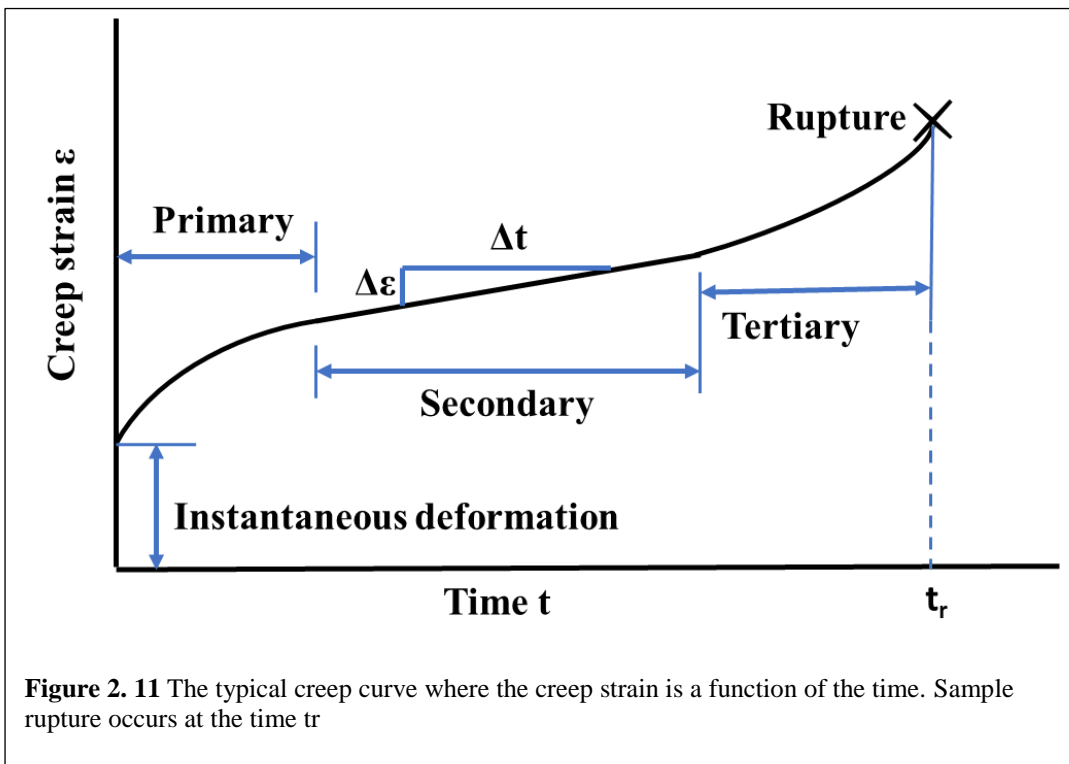 Rupture
Primary
Δt
Δε
Creep strain ε
Tertiary
Secondary
Instantaneous deformation
Time t
tr
Figure 2. 11 The typical creep curve where the creep strain is a function of the time. Sample
rupture occurs at the time tr